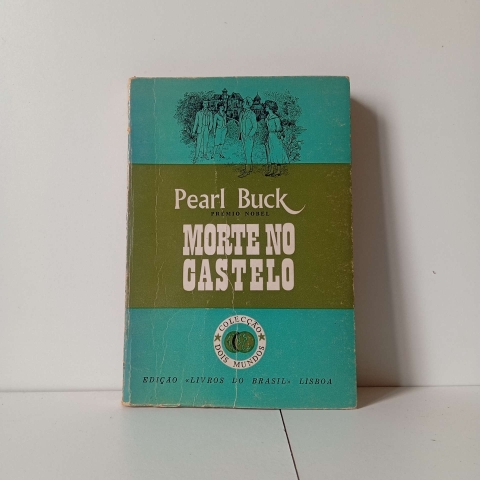 Pearl Buck
PRÉMIO NOBEL
MORTE NO
CASTELO
COLECÇÃO
DOIS MUNDOS
EDIÇÃO «LIVROS DO BRASIL» LISBOA